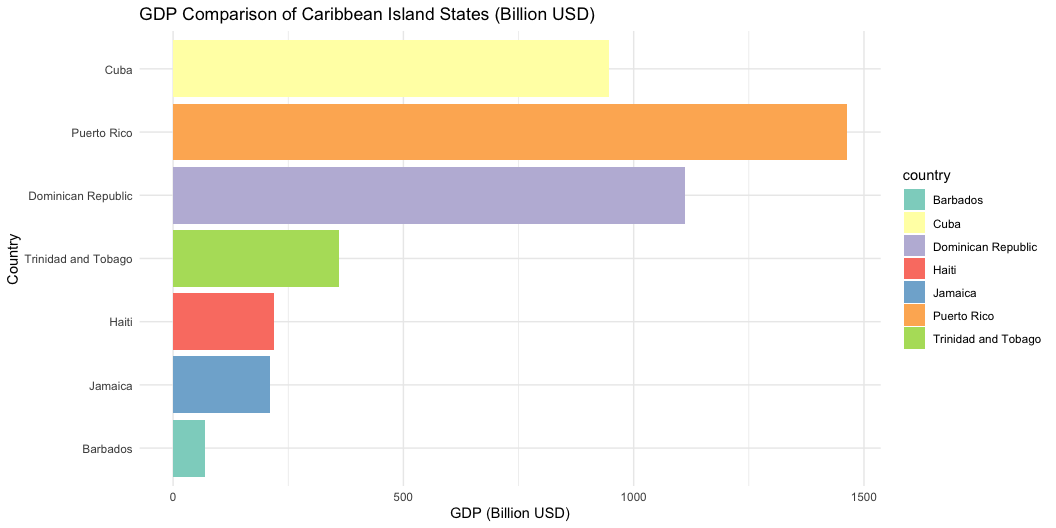 GDP Comparison of Caribbean Island States (Billion USD)
Country
Cuba
Puerto Rico
Dominican Republic
Trinidad and Tobago
Haiti
Jamaica
Barbados
0 500 1000 1500
GDP (Billion USD)
country
Barbados
Cuba
Dominican Republic
Haiti
Jamaica
Puerto Rico
Trinidad and Tobago